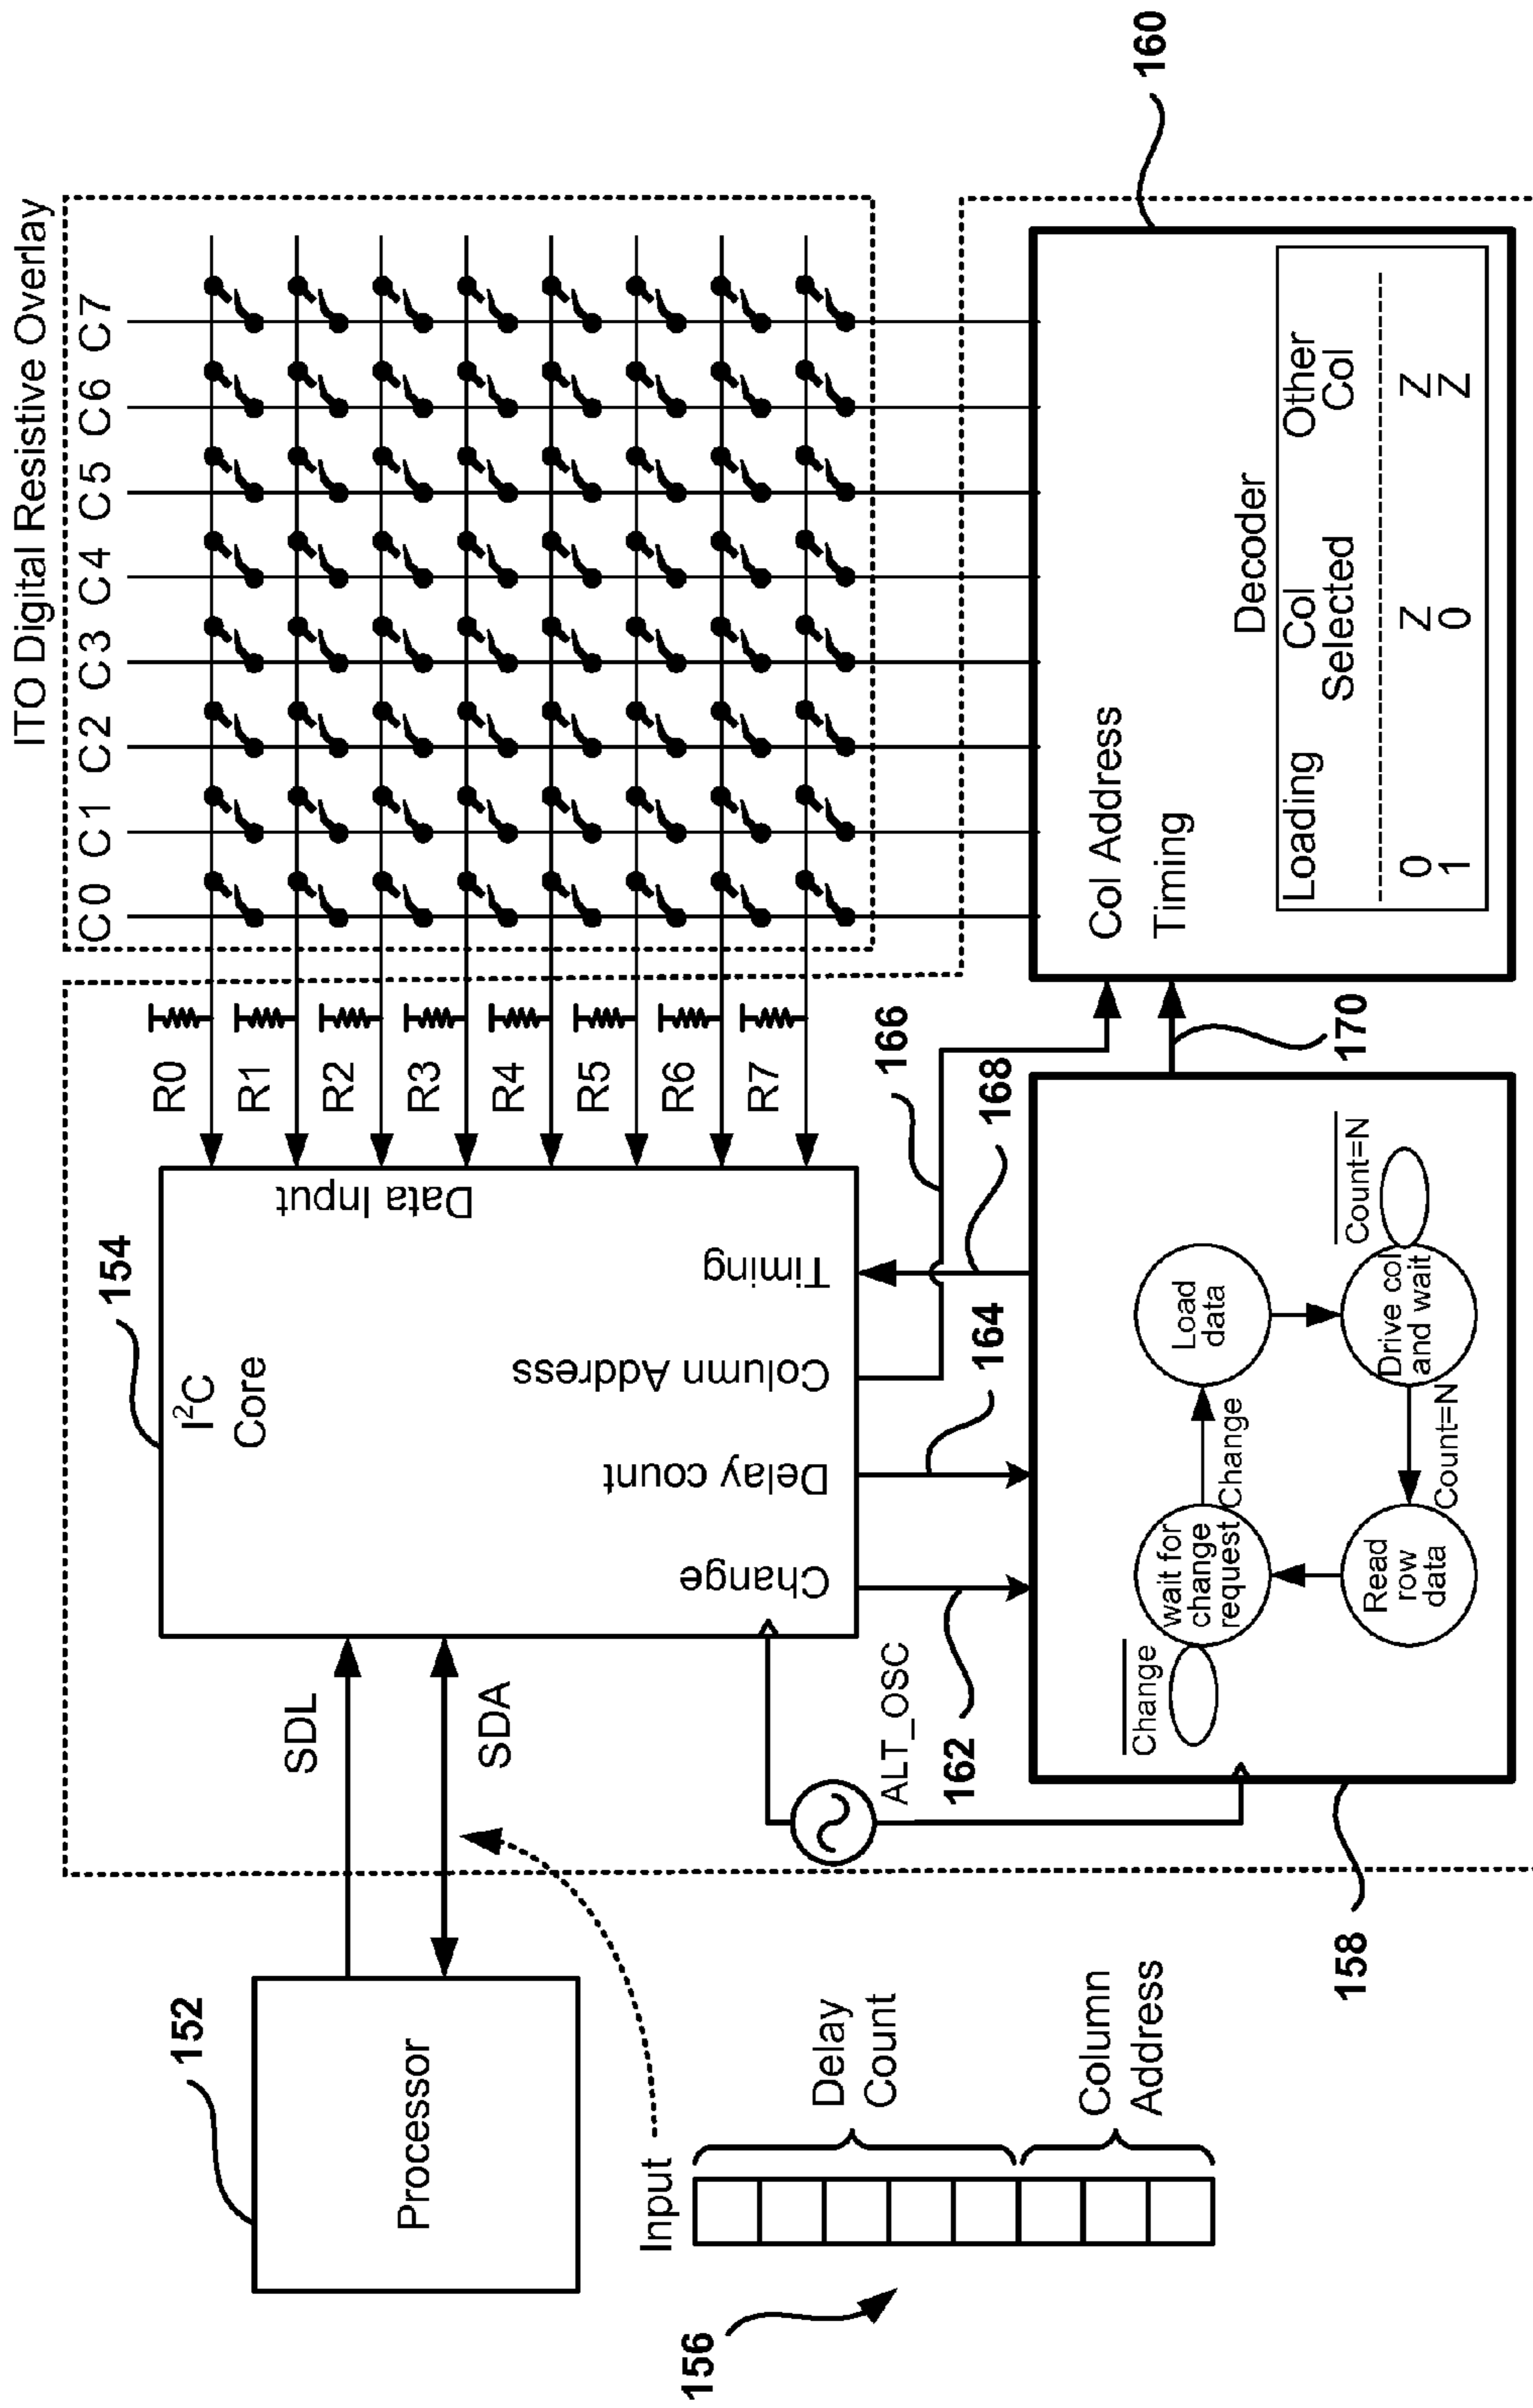 ITO Digital Resistive Overlay
C0 C1 C2 C3 C4 C5 C6 C7
152
Processor
SDL
SDA
154
I²C
Core
Data Input
Timing
Column Address
Delay count
Change
R0
R1
R2
R3
R4
R5
R6
R7
Input
156
Delay
Count
Column
Address
ALT_OSC
162
164
166
168
170
158
Change
wait for
change
request
Change
Load
data
Read
row
data
Count=N
Drive col
and wait
Count=N
160
Col Address
Timing
Decoder
Loading
Col
Selected
Other
Col
0 Z Z
1 0 Z